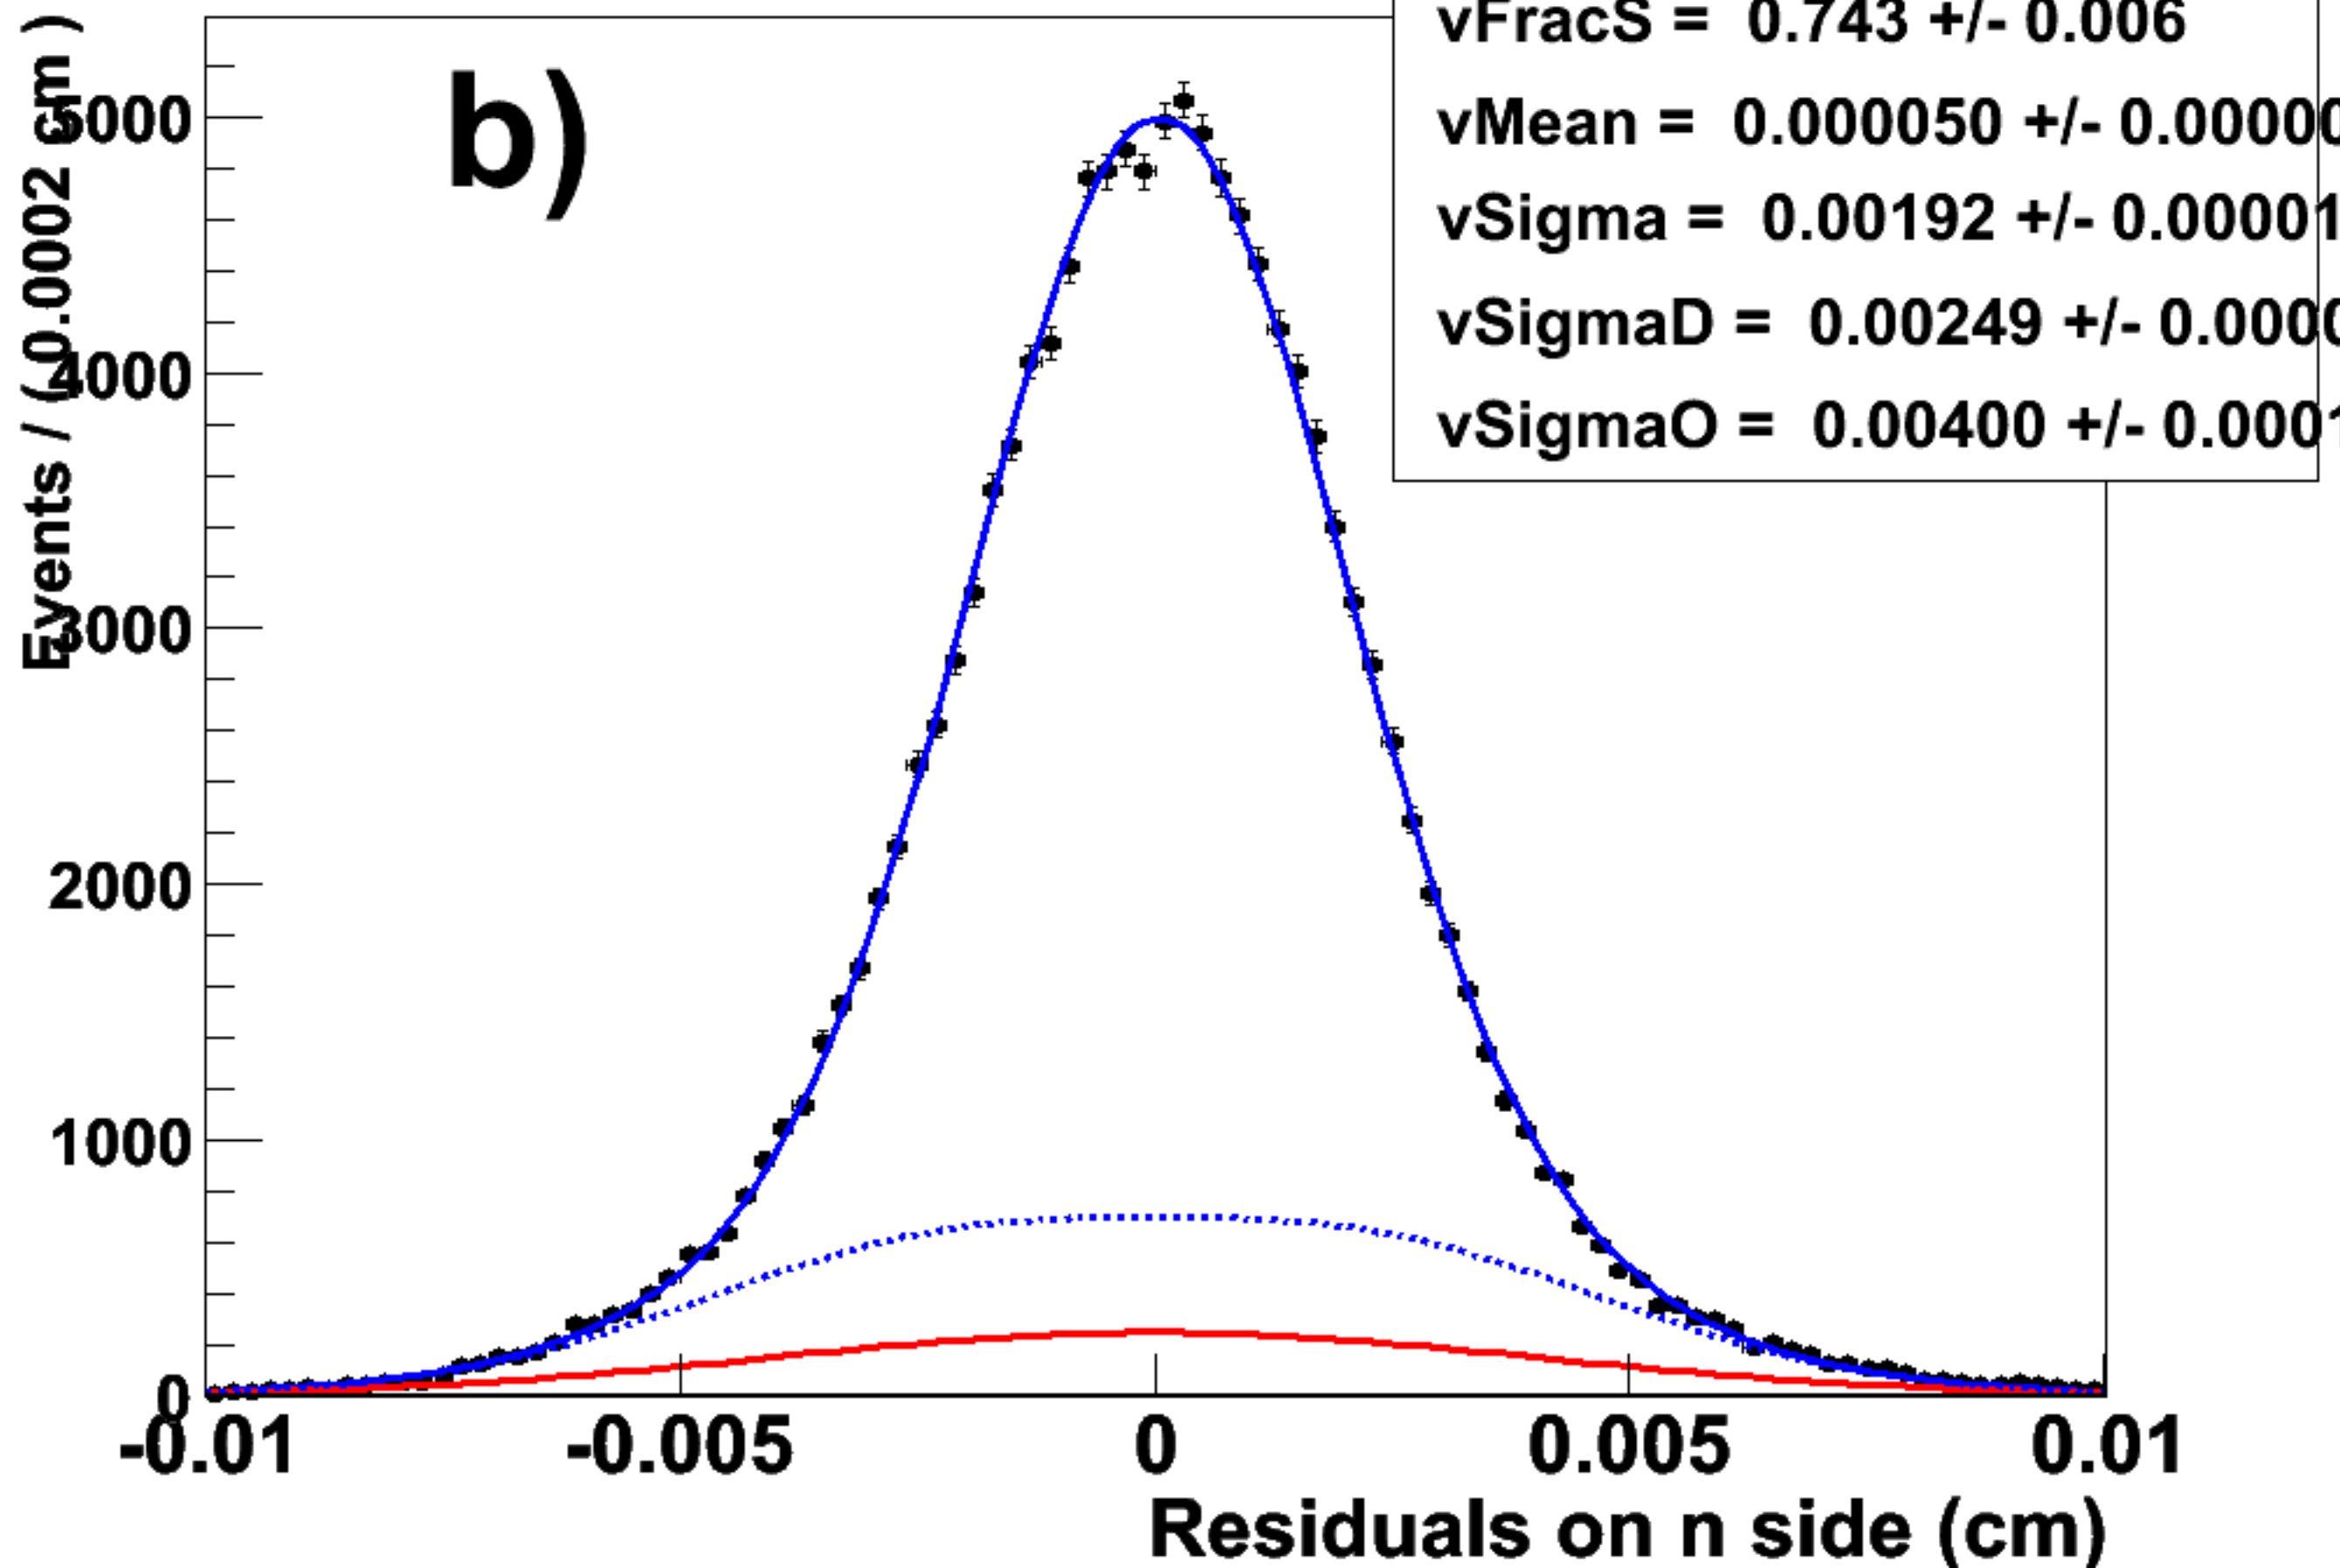 vFracS = 0.743 +/- 0.006
b)
vMean = 0.000050 +/- 0.00000
vSigma = 0.00192 +/- 0.00001
vSigmaD = 0.00249 +/- 0.0000
vSigmaO = 0.00400 +/- 0.0001
Events / ( 0.0002 cm )
5000
4000
3000
2000
1000
0
-0.01
-0.005
0
0.005
0.01
Residuals on n side (cm)